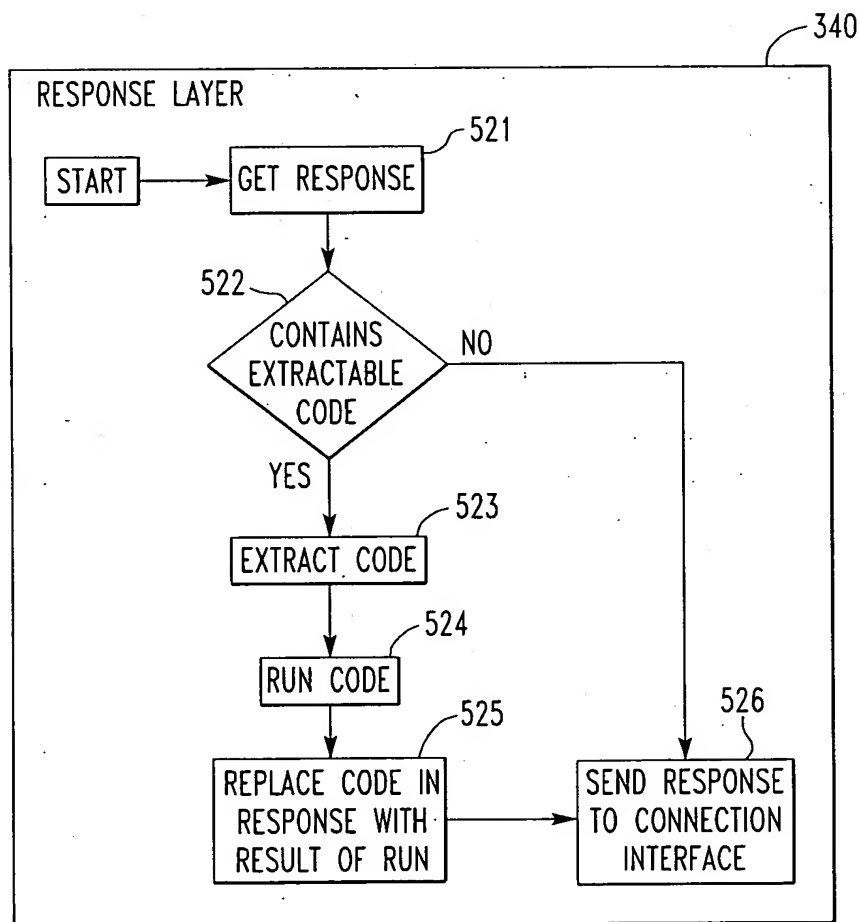 340
RESPONSE LAYER
521
START
GET RESPONSE
522
CONTAINS
EXTRACTABLE
CODE
NO
YES
523
EXTRACT CODE
524
RUN CODE
525
REPLACE CODE IN
RESPONSE WITH
RESULT OF RUN
526
SEND RESPONSE
TO CONNECTION
INTERFACE